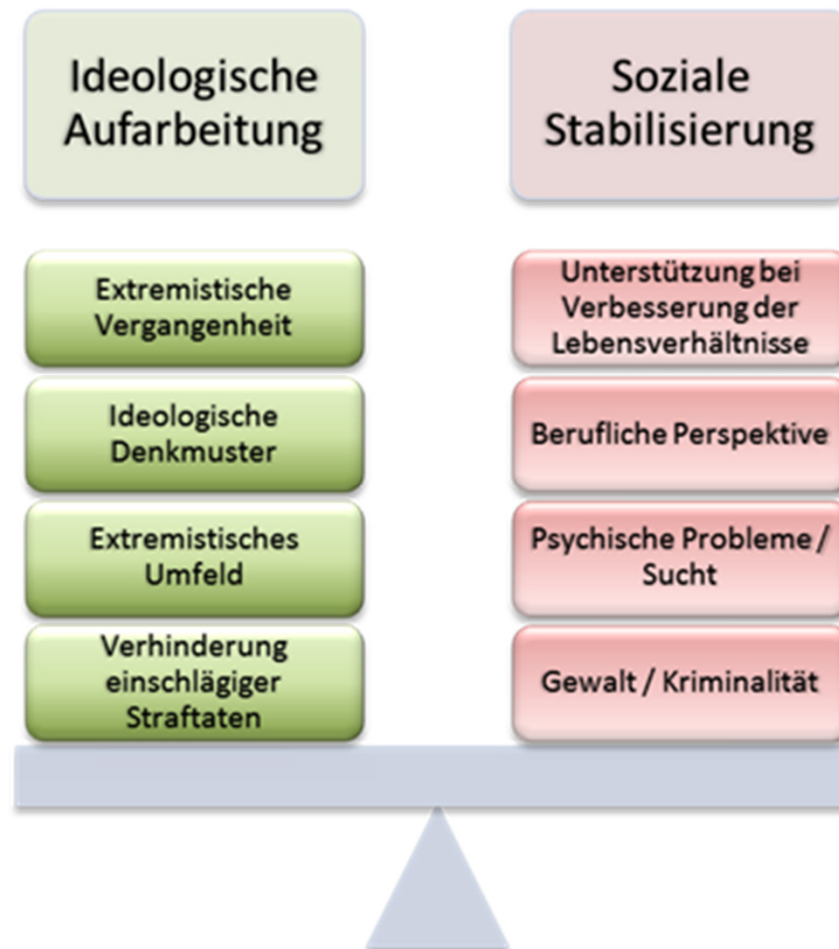 Ideologische
Aufarbeitung
Extremistische
Vergangenheit
Ideologische
Denkmuster
Extremistisches
Umfeld
Verhinderung
einschlägiger
Straftaten
Soziale
Stabilisierung
Unterstützung bei
Verbesserung der
Lebensverhältnisse
Berufliche Perspektive
Psychische Probleme /
Sucht
Gewalt / Kriminalität